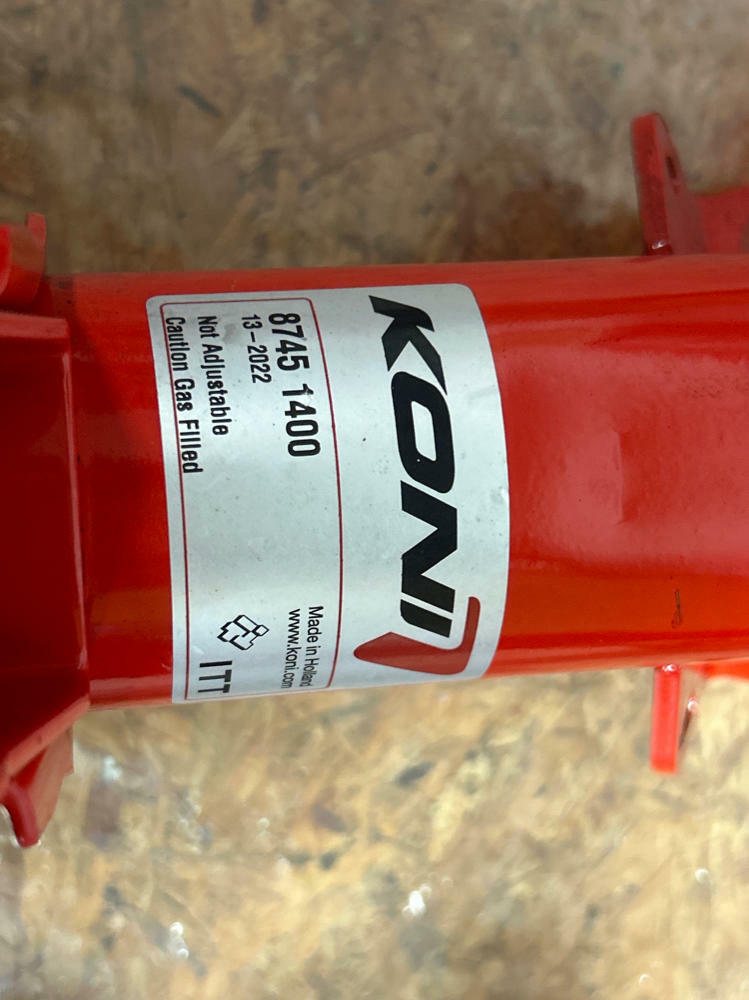 KONI
8745 1400
13-2022
Not Adjustable
Caution Gas Filled
Made in Holland
www.koni.com
ITT